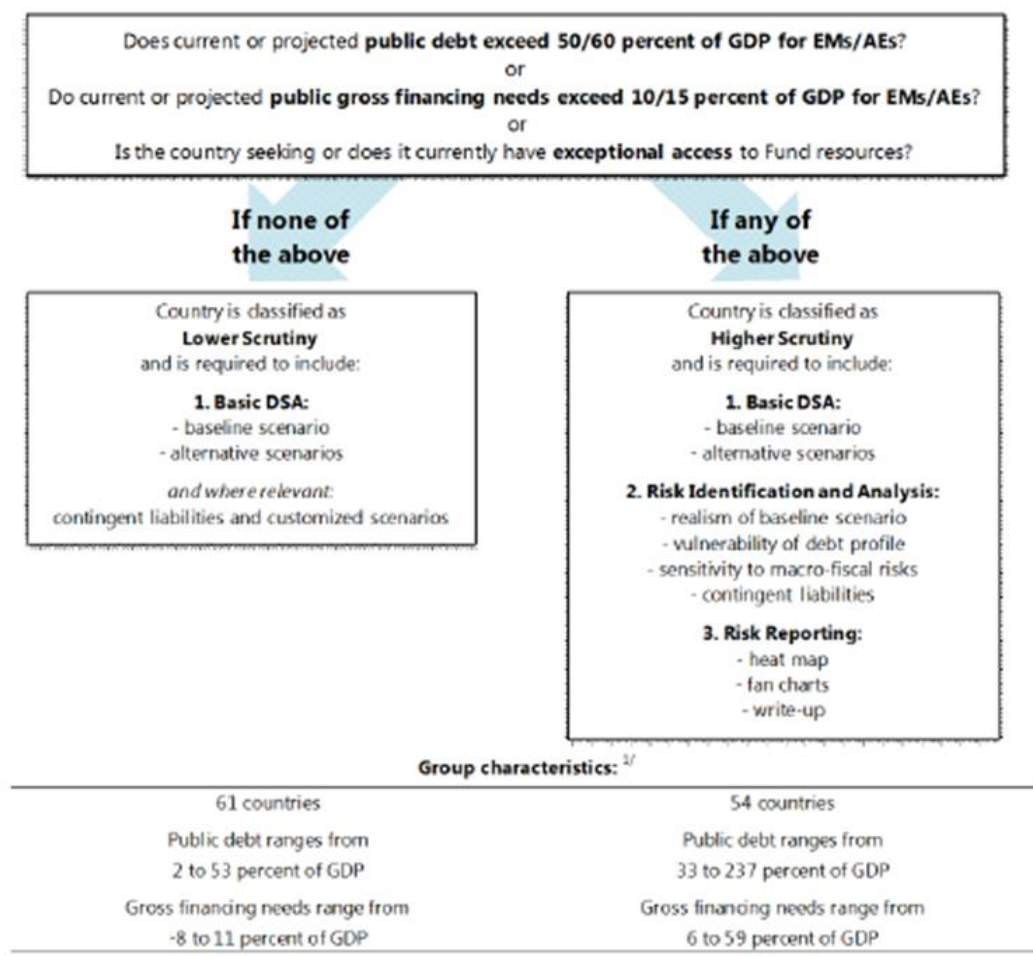 Does current or projected public debt exceed 50/60 percent of GDP for EMs/AEs?
or
Do current or projected public gross financing needs exceed 10/15 percent of GDP for EMs/AEs?
or
Is the country seeking or does it currently have exceptional access to Fund resources?
If none of
the above
Country is classified as
Lower Scrutiny
and is required to include:
1. Basic DSA:
- baseline scenario
- alternative scenarios
and where relevant:
contingent liabilities and customized scenarios
If any of
the above
Country is classified as
Higher Scrutiny
and is required to include:
1. Basic DSA:
- baseline scenario
- alternative scenarios
2. Risk Identification and Analysis:
- realism of baseline scenario
- vulnerability of debt profile
- sensitivity to macro-fiscal risks
- contingent liabilities
3. Risk Reporting:
- heat map
- fan charts
- write-up
Group characteristics: 1/
61 countries
Public debt ranges from
2 to 53 percent of GDP
Gross financing needs range from
-8 to 11 percent of GDP
54 countries
Public debt ranges from
33 to 237 percent of GDP
Gross financing needs range from
6 to 59 percent of GDP